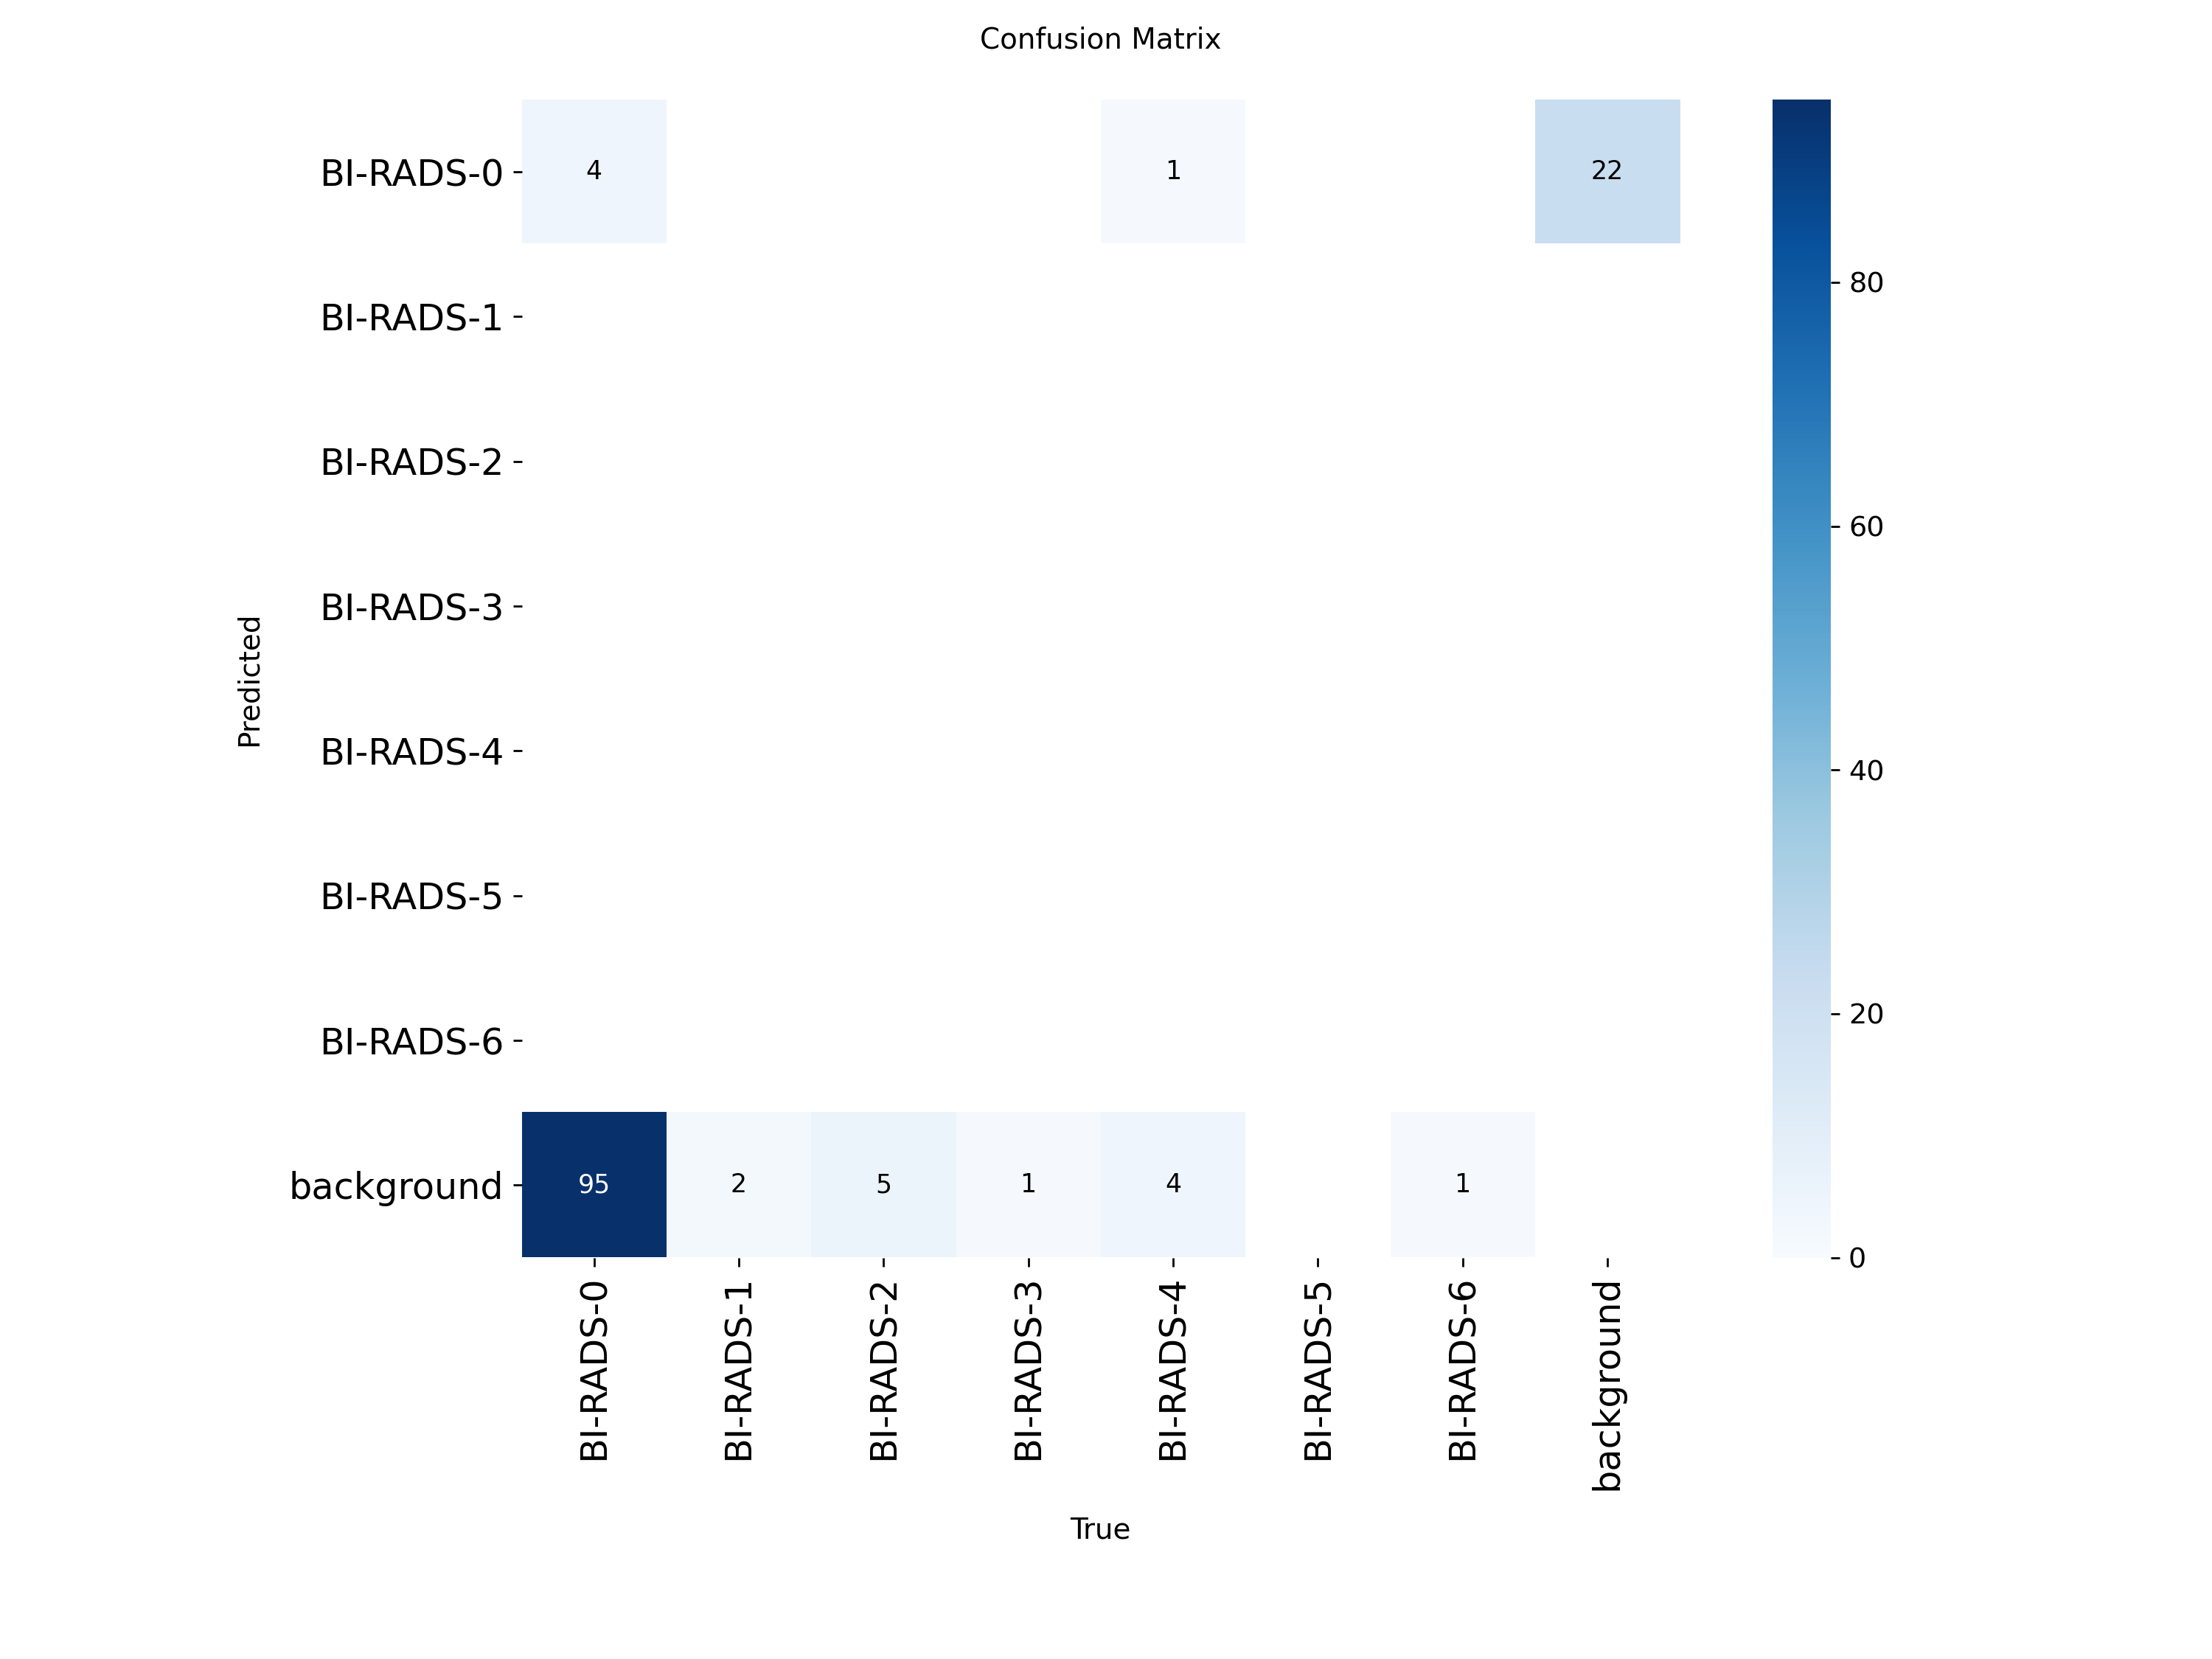 Confusion Matrix
BI-RADS-0
4
1
22
BI-RADS-1
BI-RADS-2
BI-RADS-3
BI-RADS-4
BI-RADS-5
BI-RADS-6
background
95
2
5
1
4
1
Predicted
BI-RADS-0
BI-RADS-1
BI-RADS-2
BI-RADS-3
BI-RADS-4
BI-RADS-5
BI-RADS-6
background
True
80
60
40
20
0